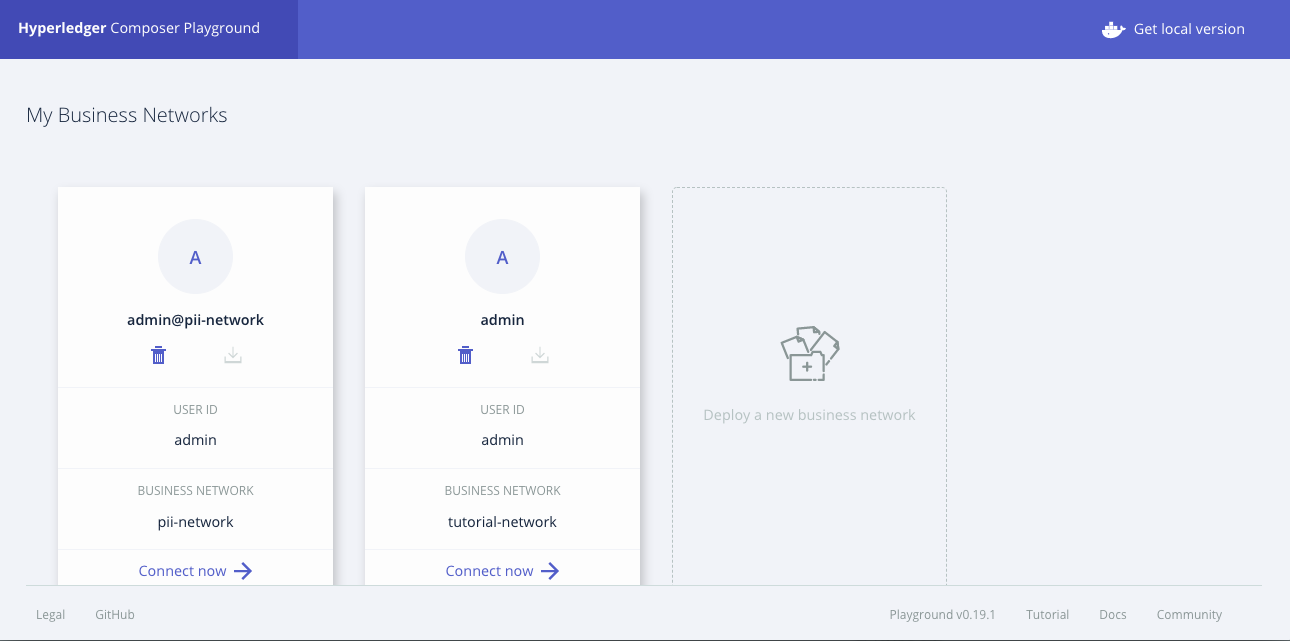 Hyperledger Composer Playground
Get local version
My Business Networks
A
admin@pii-network
USER ID
admin
BUSINESS NETWORK
pii-network
Connect now
A
admin
USER ID
admin
BUSINESS NETWORK
tutorial-network
Connect now
Deploy a new business network
Legal GitHub Playground v0.19.1 Tutorial Docs Community